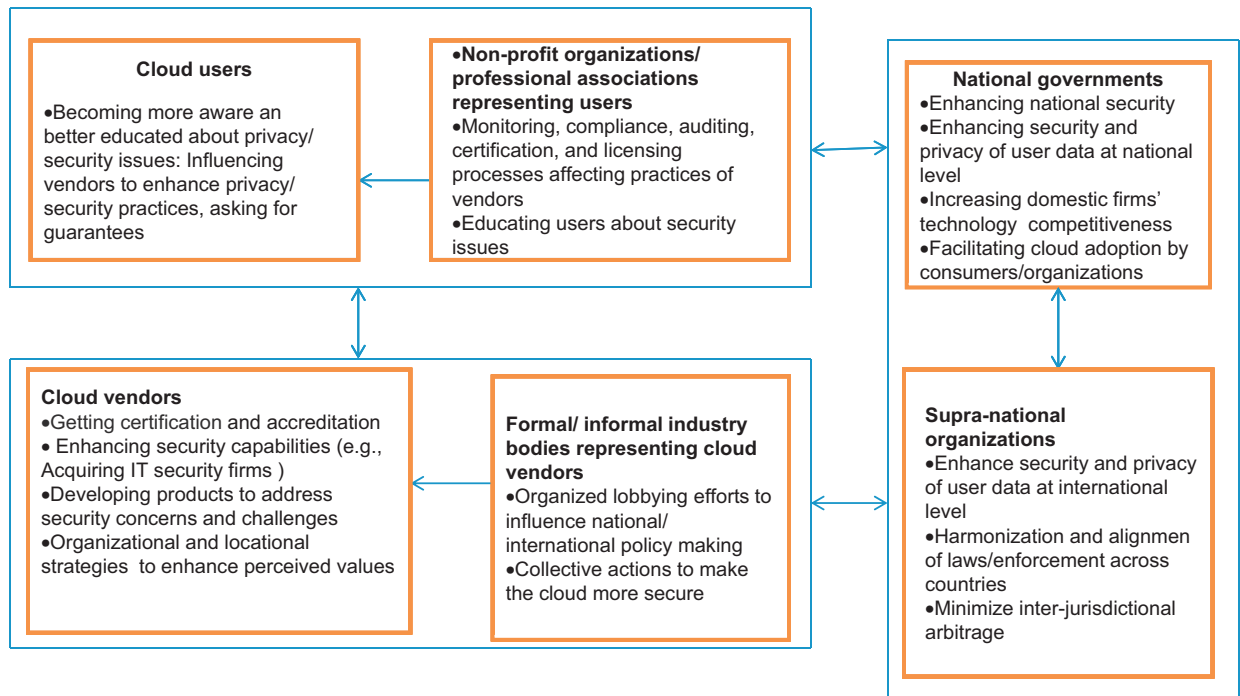 Cloud users
•Becoming more aware an
better educated about privacy/
security issues: Influencing
vendors to enhance privacy/
security practices, asking for
guarantees
•Non-profit organizations/
professional associations
representing users
•Monitoring, compliance, auditing,
certification, and licensing
processes affecting practices of
vendors
•Educating users about security
issues
National governments
•Enhancing national security
•Enhancing security and
privacy of user data at national
level
•Increasing domestic firms’
technology competitiveness
•Facilitating cloud adoption by
consumers/organizations
Cloud vendors
•Getting certification and accreditation
• Enhancing security capabilities (e.g.,
Acquiring IT security firms )
•Developing products to address
security concerns and challenges
•Organizational and locational
strategies to enhance perceived values
Formal/ informal industry
bodies representing cloud
vendors
•Organized lobbying efforts to
influence national/
international policy making
•Collective actions to make
the cloud more secure
Supra-national
organizations
•Enhance security and privacy
of user data at international
level
•Harmonization and alignmen
of laws/enforcement across
countries
•Minimize inter-jurisdictional
arbitrage